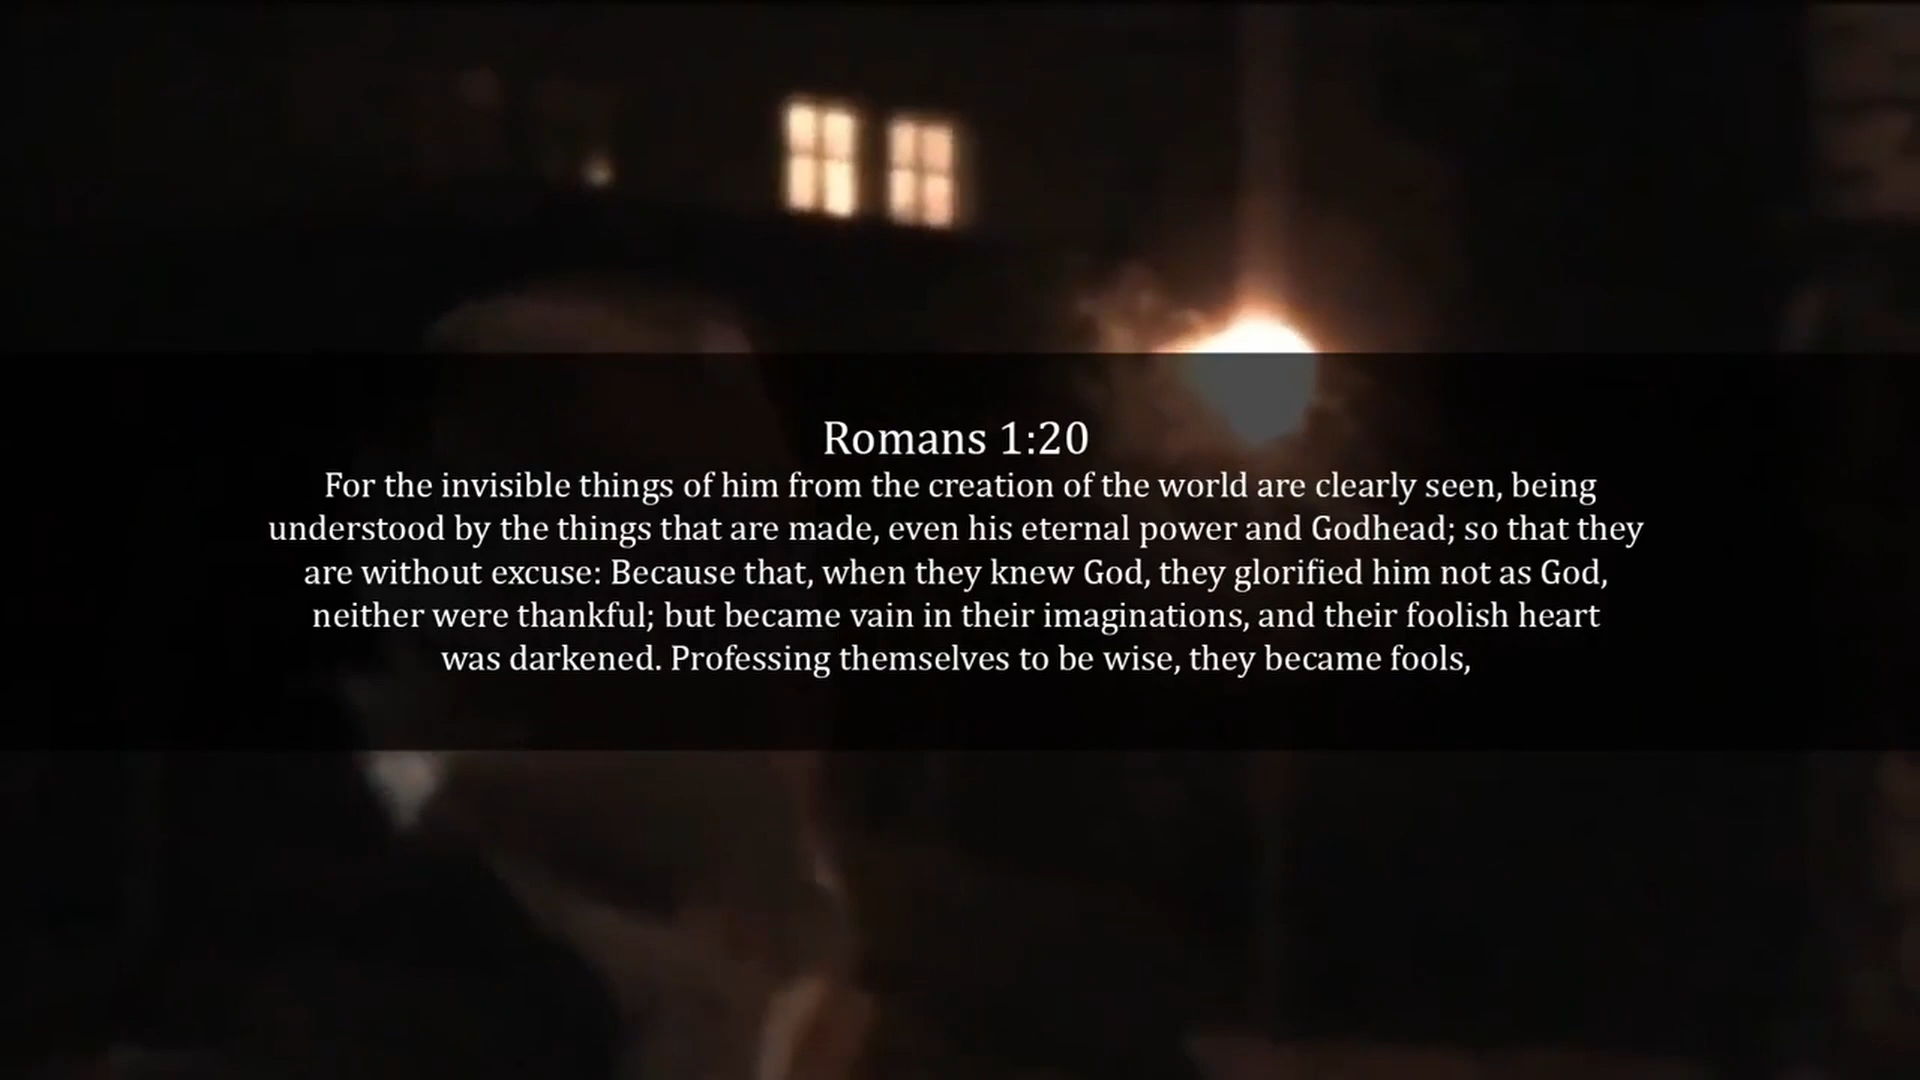 Romans 1:20
For the invisible things of him from the creation of the world are clearly seen, being
understood by the things that are made, even his eternal power and Godhead; so that they
are without excuse: Because that, when they knew God, they glorified him not as God,
neither were thankful; but became vain in their imaginations, and their foolish heart
was darkened. Professing themselves to be wise, they became fools,